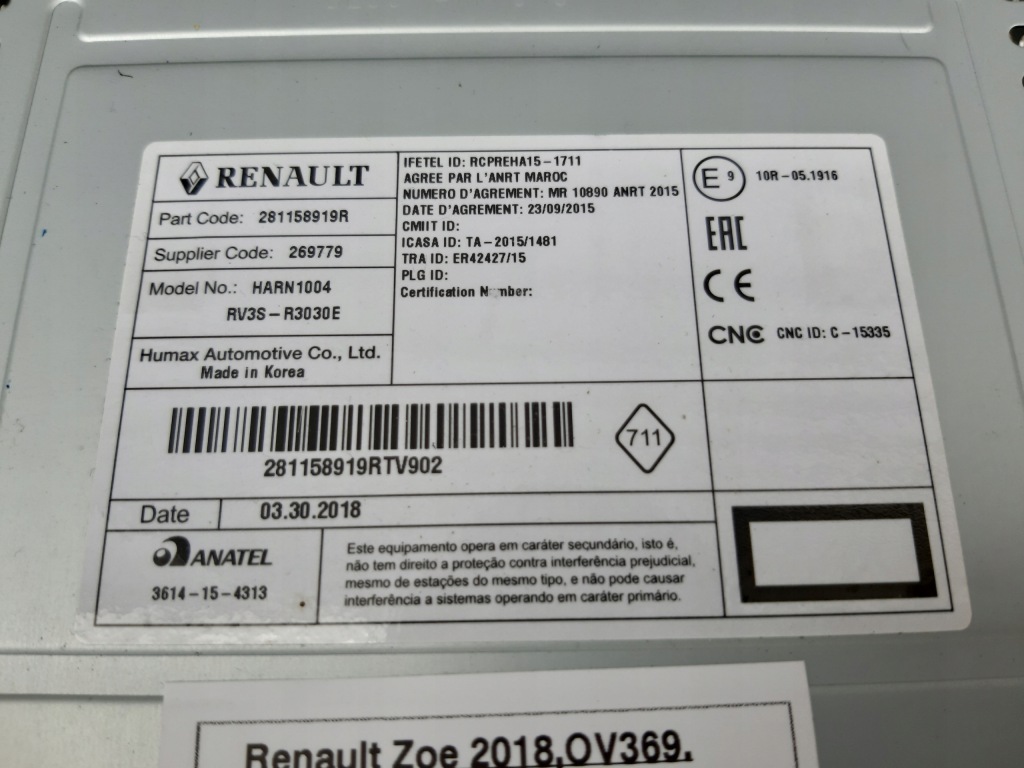 RENAULT
Part Code: 281158919R
Supplier Code: 269779
Model No.: HARN1004
RV3S-R3030E
Humax Automotive Co., Ltd.
Made in Korea
IFETEL ID: RCPREHA15-1711
AGREE PAR L'ANRT MAROC
NUMERO D'AGREMENT: MR 10890 ANRT 2015
DATE D'AGREMENT: 23/09/2015
CMIIT ID:
ICASA ID: TA-2015/1481
TRA ID: ER42427/15
PLG ID:
Certification Number:
E 9 10R-05.1916
EAC
CE
CNC CNC ID: C-15335
281158919RTV902
711
Date 03.30.2018
ANATEL
3614-15-4313
Este equipamento opera em caráter secundário, isto é,
não tem direito a proteção contra interferência prejudicial,
mesmo de estações do mesmo tipo, e não pode causar
interferência a sistemas operando em caráter primário.
Renault Zoe 2018,OV369.